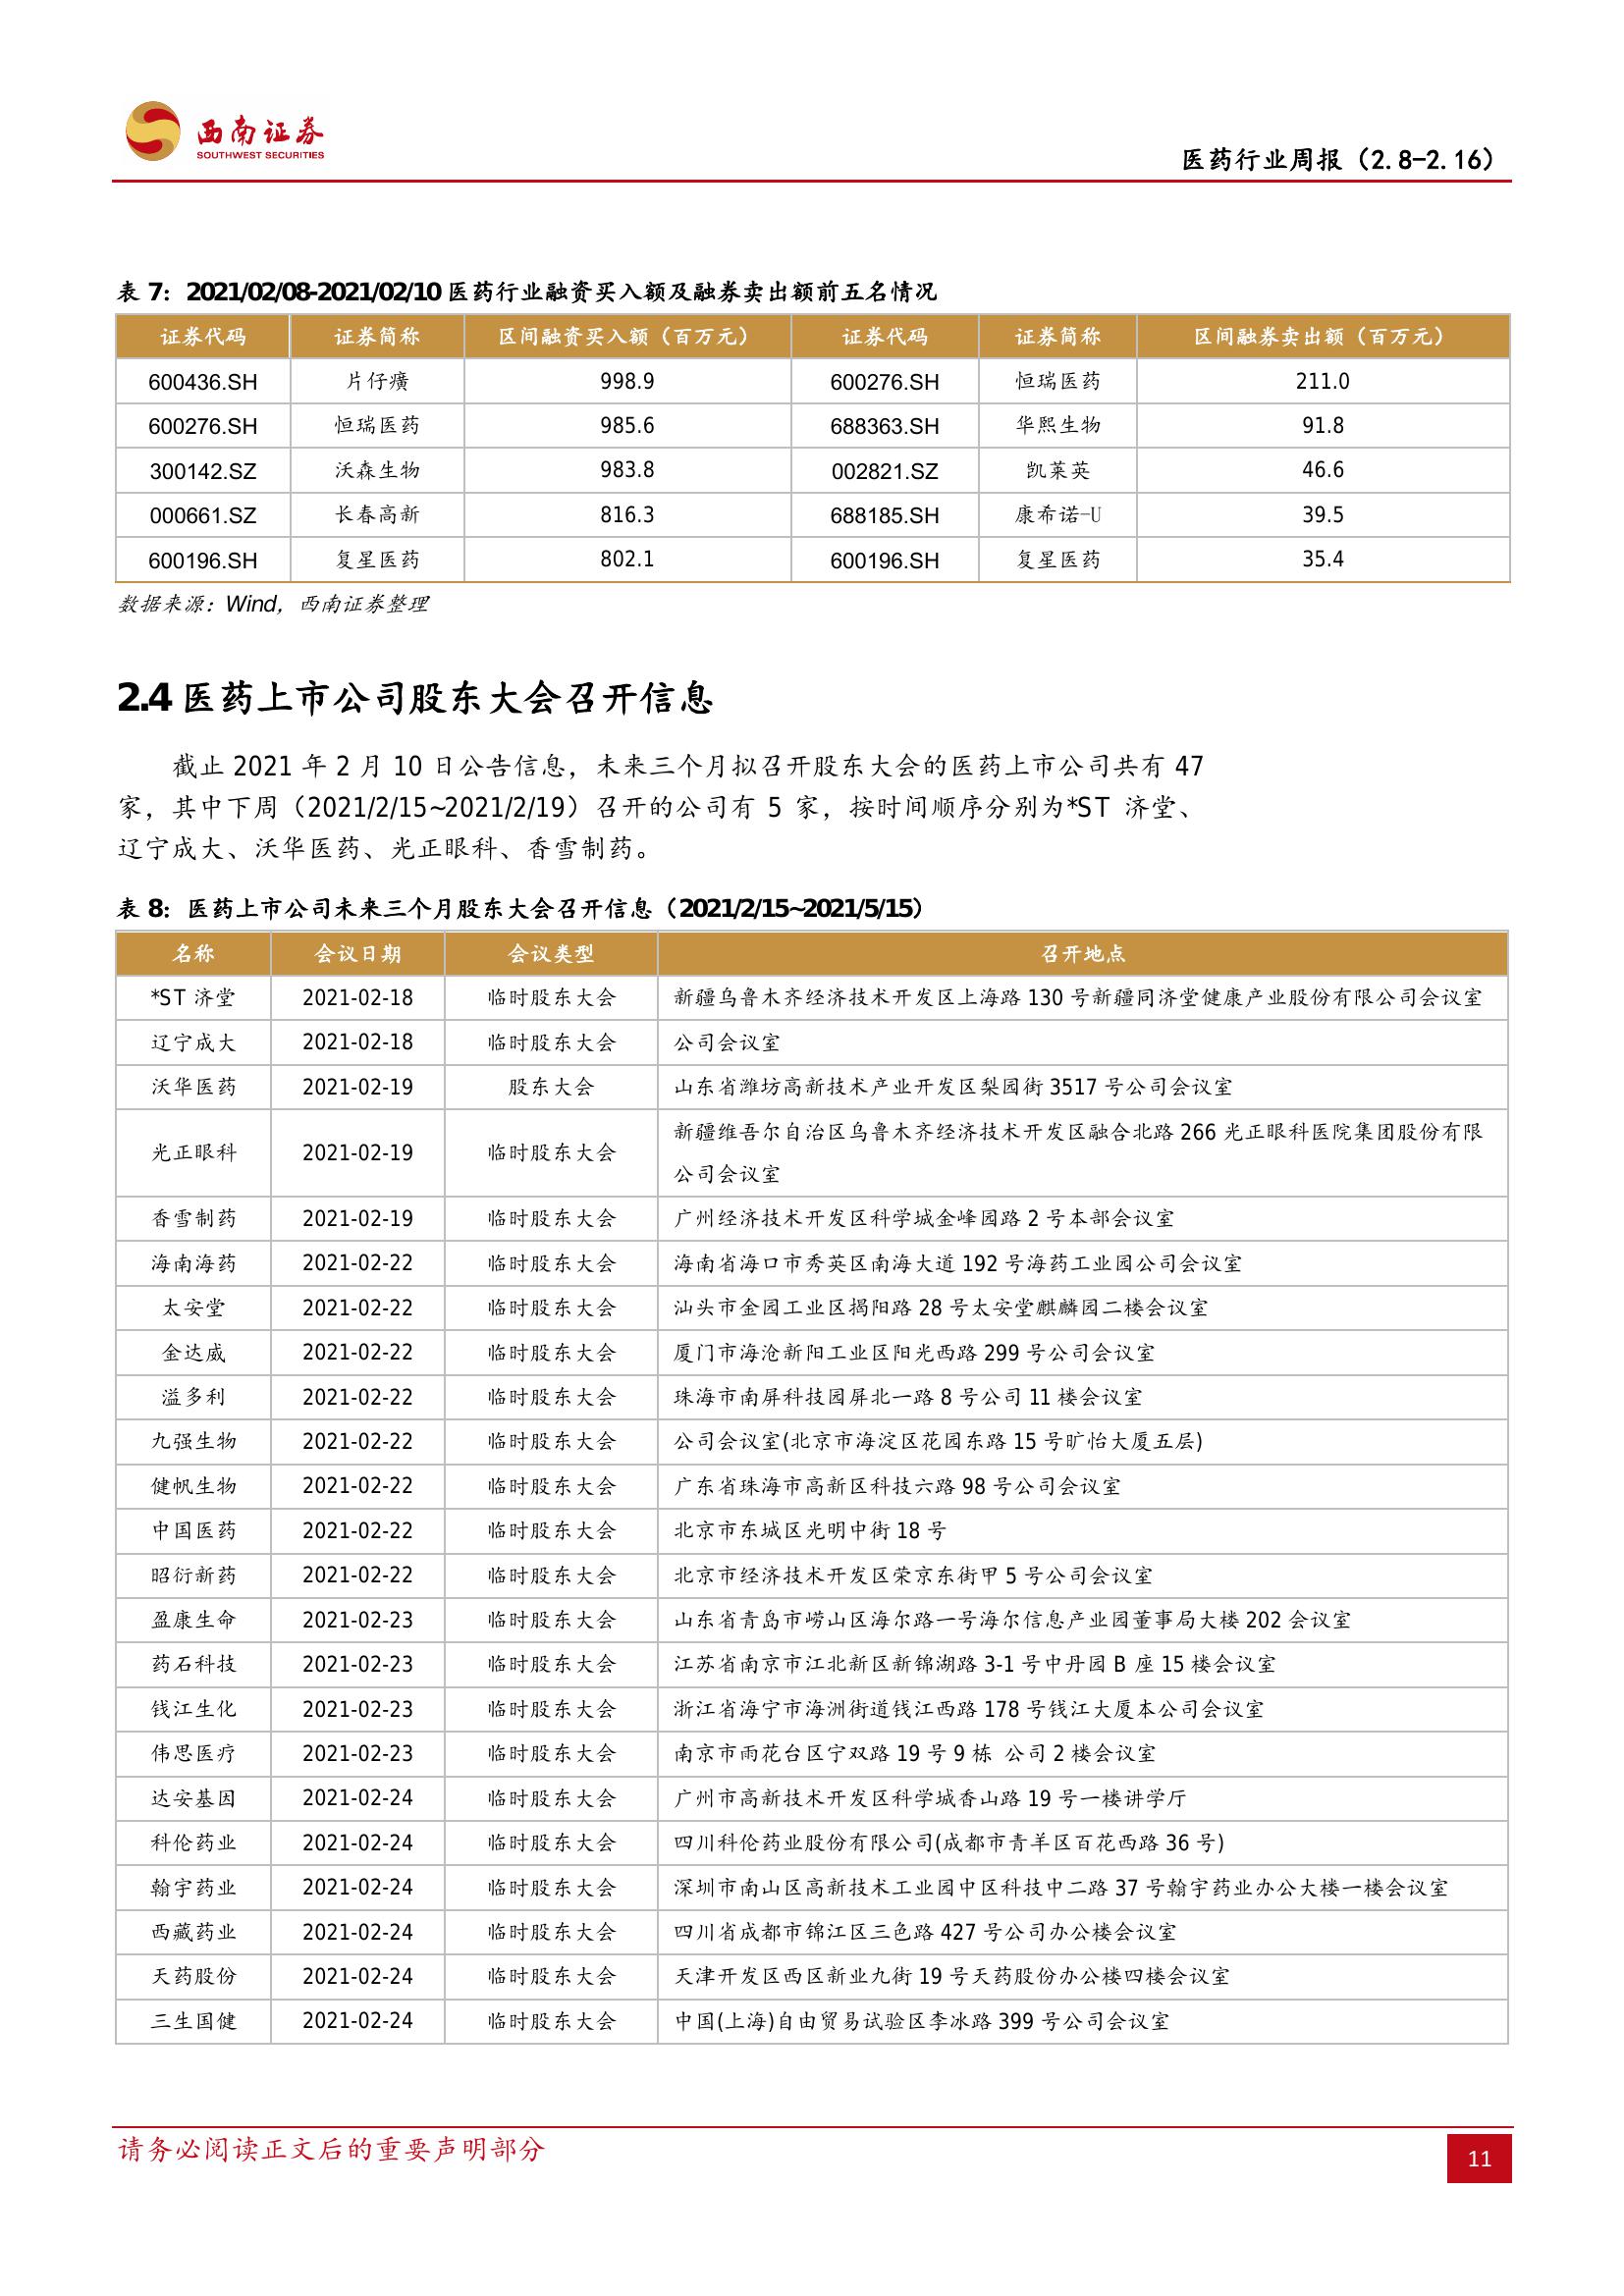 西南证券
SOUTHWEST SECURITIES
医药行业周报（2.8-2.16）
表 7：2021/02/08-2021/02/10 医药行业融资买入额及融券卖出额前五名情况
证券代码 证券简称 区间融资买入额（百万元） 证券代码 证券简称 区间融券卖出额（百万元）
600436.SH 片仔癀 998.9 600276.SH 恒瑞医药 211.0
600276.SH 恒瑞医药 985.6 688363.SH 华熙生物 91.8
300142.SZ 沃森生物 983.8 002821.SZ 凯莱英 46.6
000661.SZ 长春高新 816.3 688185.SH 康希诺-U 39.5
600196.SH 复星医药 802.1 600196.SH 复星医药 35.4
数据来源：Wind，西南证券整理
2.4 医药上市公司股东大会召开信息
截止 2021 年 2 月 10 日公告信息，未来三个月拟召开股东大会的医药上市公司共有 47
家，其中下周（2021/2/15~2021/2/19）召开的公司有 5 家，按时间顺序分别为*ST 济堂、
辽宁成大、沃华医药、光正眼科、香雪制药。
表 8：医药上市公司未来三个月股东大会召开信息（2021/2/15~2021/5/15）
名称 会议日期 会议类型 召开地点
*ST 济堂 2021-02-18 临时股东大会 新疆乌鲁木齐经济技术开发区上海路 130 号新疆同济堂健康产业股份有限公司会议室
辽宁成大 2021-02-18 临时股东大会 公司会议室
沃华医药 2021-02-19 股东大会 山东省潍坊高新技术产业开发区梨园街 3517 号公司会议室
光正眼科 2021-02-19 临时股东大会 新疆维吾尔自治区乌鲁木齐经济技术开发区融合北路 266 光正眼科医院集团股份有限
公司会议室
香雪制药 2021-02-19 临时股东大会 广州经济技术开发区科学城金峰园路 2 号本部会议室
海南海药 2021-02-22 临时股东大会 海南省海口市秀英区南海大道 192 号海药工业园公司会议室
太安堂 2021-02-22 临时股东大会 汕头市金园工业区揭阳路 28 号太安堂麒麟园二楼会议室
金达威 2021-02-22 临时股东大会 厦门市海沧新阳工业区阳光西路 299 号公司会议室
溢多利 2021-02-22 临时股东大会 珠海市南屏科技园屏北一路 8 号公司 11 楼会议室
九强生物 2021-02-22 临时股东大会 公司会议室(北京市海淀区花园东路 15 号旷怡大厦五层)
健帆生物 2021-02-22 临时股东大会 广东省珠海市高新区科技六路 98 号公司会议室
中国医药 2021-02-22 临时股东大会 北京市东城区光明中街 18 号
昭衍新药 2021-02-22 临时股东大会 北京市经济技术开发区荣京东街甲 5 号公司会议室
盈康生命 2021-02-23 临时股东大会 山东省青岛市崂山区海尔路一号海尔信息产业园董事局大楼 202 会议室
药石科技 2021-02-23 临时股东大会 江苏省南京市江北新区新锦湖路 3-1 号中丹园 B 座 15 楼会议室
钱江生化 2021-02-23 临时股东大会 浙江省海宁市海洲街道钱江西路 178 号钱江大厦本公司会议室
伟思医疗 2021-02-23 临时股东大会 南京市雨花台区宁双路 19 号 9 栋 公司 2 楼会议室
达安基因 2021-02-24 临时股东大会 广州市高新技术开发区科学城香山路 19 号一楼讲学厅
科伦药业 2021-02-24 临时股东大会 四川科伦药业股份有限公司(成都市青羊区百花西路 36 号)
翰宇药业 2021-02-24 临时股东大会 深圳市南山区高新技术工业园中区科技中二路 37 号翰宇药业办公大楼一楼会议室
西藏药业 2021-02-24 临时股东大会 四川省成都市锦江区三色路 427 号公司办公楼会议室
天药股份 2021-02-24 临时股东大会 天津开发区西区新业九街 19 号天药股份办公楼四楼会议室
三生国健 2021-02-24 临时股东大会 中国(上海)自由贸易试验区李冰路 399 号公司会议室
请务必阅读正文后的重要声明部分
11